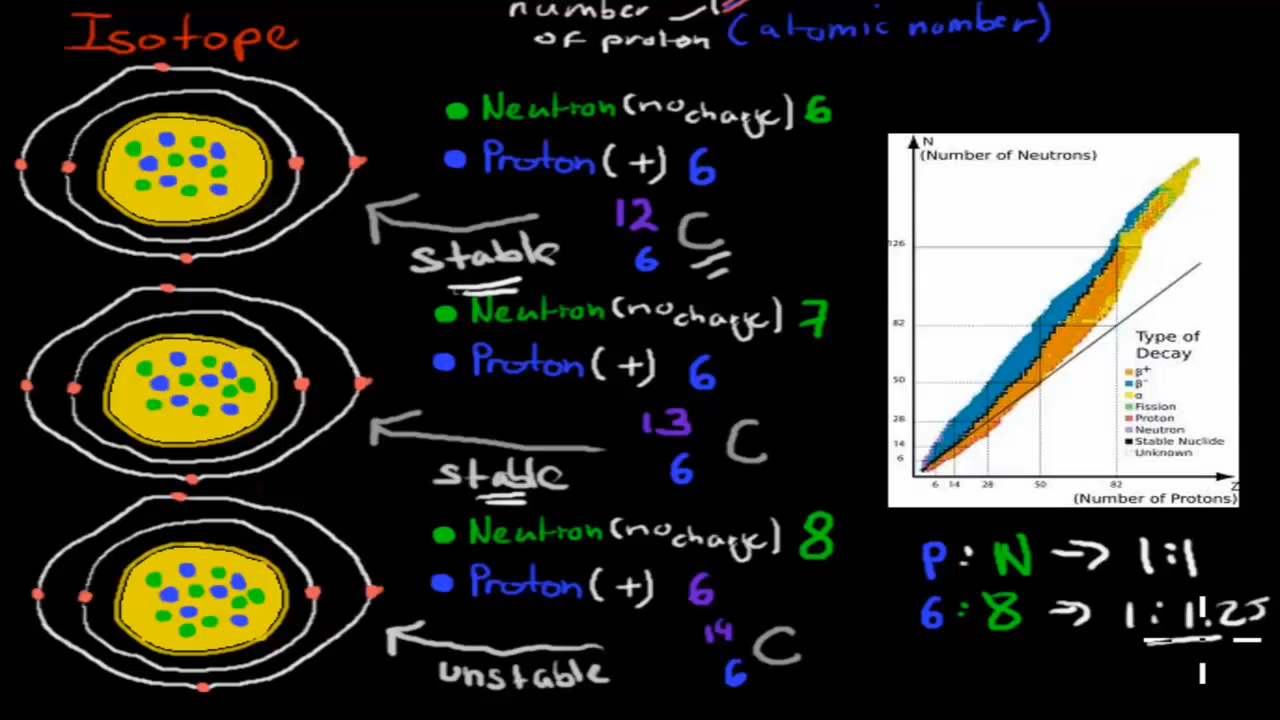 number
of proton (atomic number)
Isotope
Neutron (no charge) 6
Proton (+) 6
12
6 C
stable
Neutron (no charge) 7
Proton (+) 6
13
6 C
stable
Neutron (no charge) 8
Proton (+) 6
14
6 C
unstable
N
(Number of Neutrons)
126
82
50
28
14
6
6 14 28 50 82 Z
(Number of Protons)
Type of
Decay
β+
β-
α
Fission
Proton
Neutron
Stable Nuclide
Unknown
P : N → 1:1
6 : 8 → 1 : 1.25